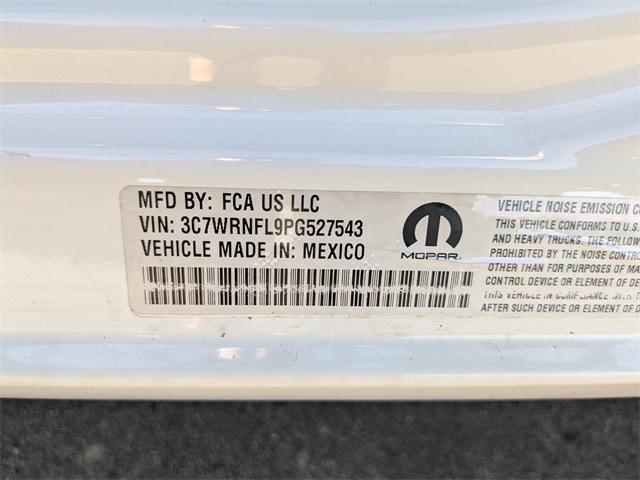 MFD BY: FCA US LLC
VIN: 3C7WRNFL9PG527543
VEHICLE MADE IN: MEXICO
MOPAR
VEHICLE NOISE EMISSION
THIS VEHICLE CONFORMS TO U.S.
AND HEAVY TRUCKS. THE FOLLOW
PROHIBITED BY THE NOISE CONTRO
OTHER THAN FOR PURPOSES OF MA
CONTROL DEVICE OR ELEMENT OF DE
THIS VEHICLE IN COMPLIANCE WITH
AFTER SUCH DEVICE OR ELEMENT OF D